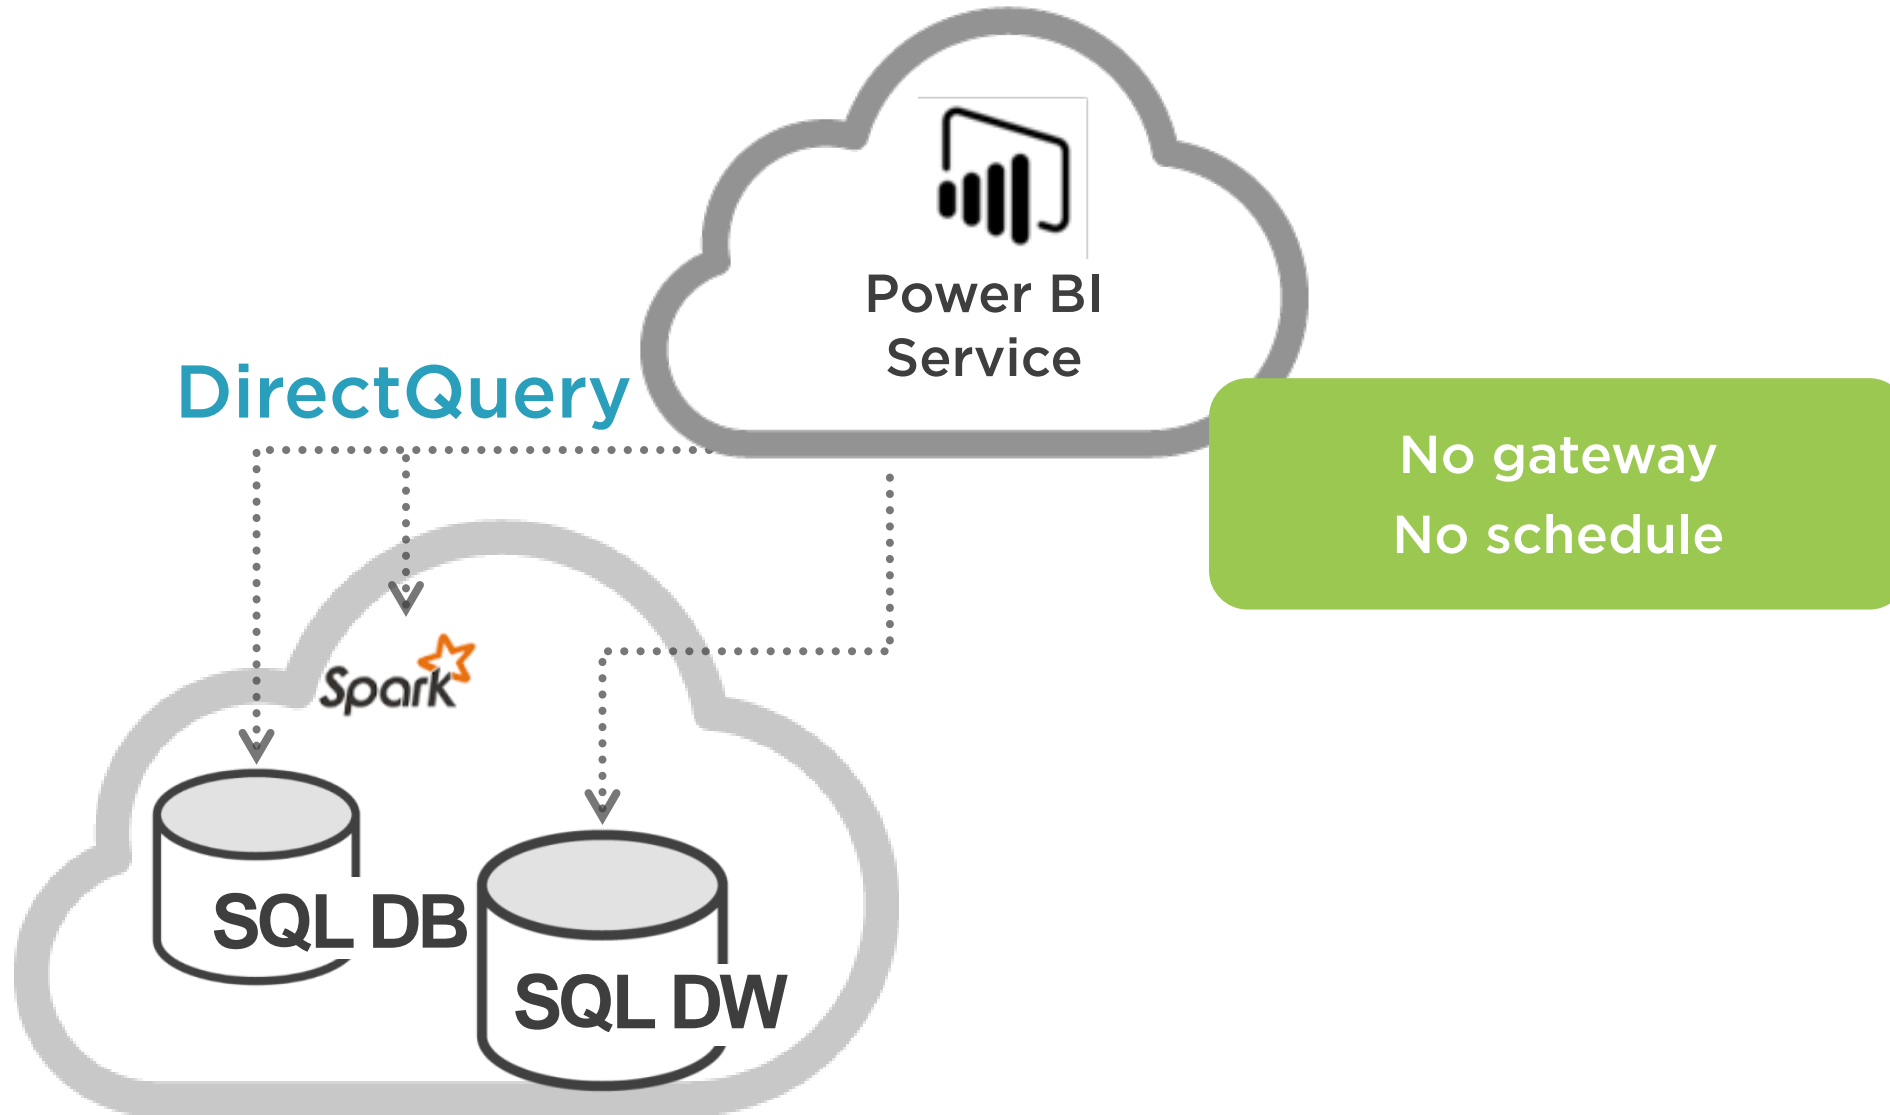 Power BI
Service
DirectQuery
No gateway
No schedule
Spark
SQL DB
SQL DW